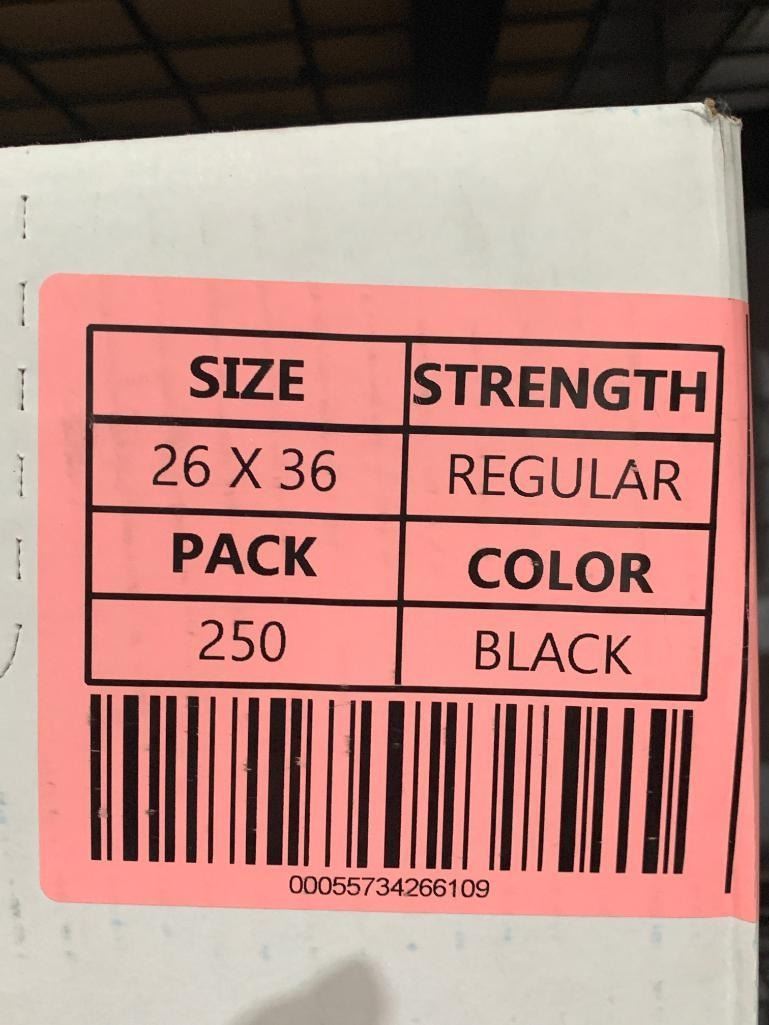 SIZE STRENGTH
26 X 36 REGULAR
PACK COLOR
250 BLACK
00055734266109